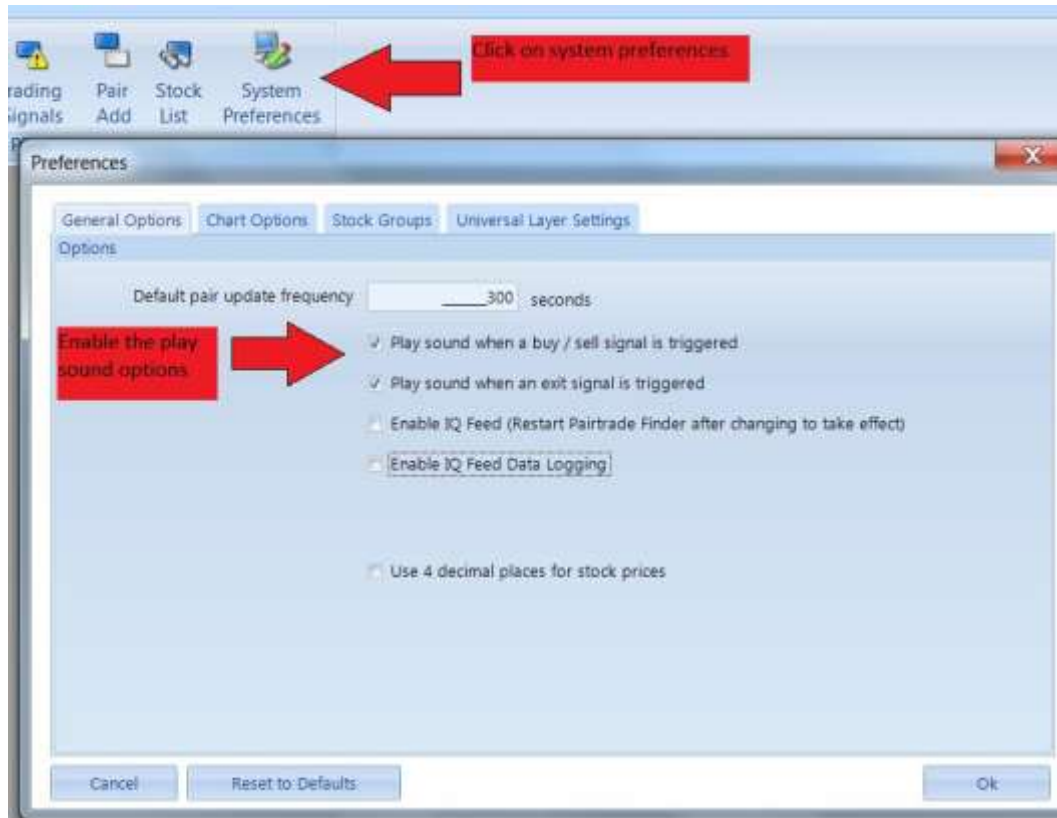 Click on system preferences
rading Pair Stock System
ignals Add List Preferences
Preferences
General Options Chart Options Stock Groups Universal Layer Settings
Options
Default pair update frequency _____300 seconds
Enable the play
sound options
Play sound when a buy / sell signal is triggered
Play sound when an exit signal is triggered
Enable IQ Feed (Restart Pairtrade Finder after changing to take effect)
Enable IQ Feed Data Logging
Use 4 decimal places for stock prices
Cancel Reset to Defaults Ok